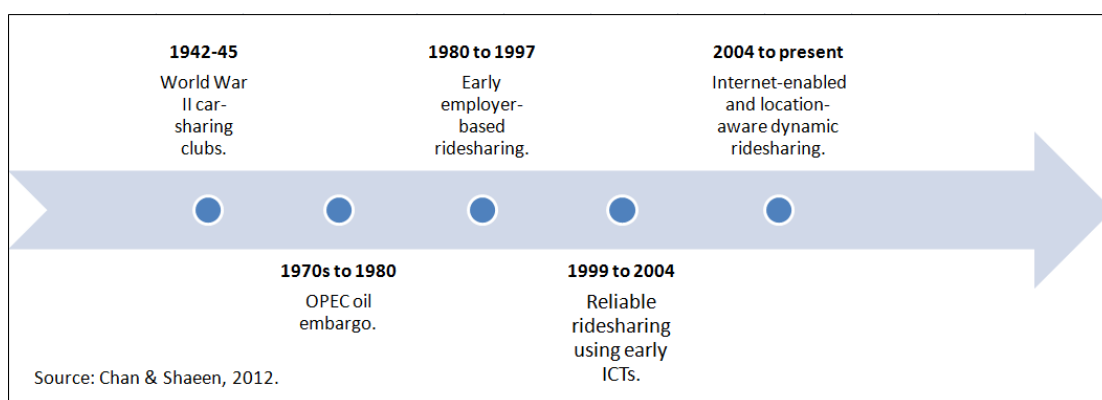 1942-45
World War
II car-
sharing
clubs.
1980 to 1997
Early
employer-
based
ridesharing.
2004 to present
Internet-enabled
and location-
aware dynamic
ridesharing.
1970s to 1980
OPEC oil
embargo.
1999 to 2004
Reliable
ridesharing
using early
ICTs.
Source: Chan & Shaeen, 2012.